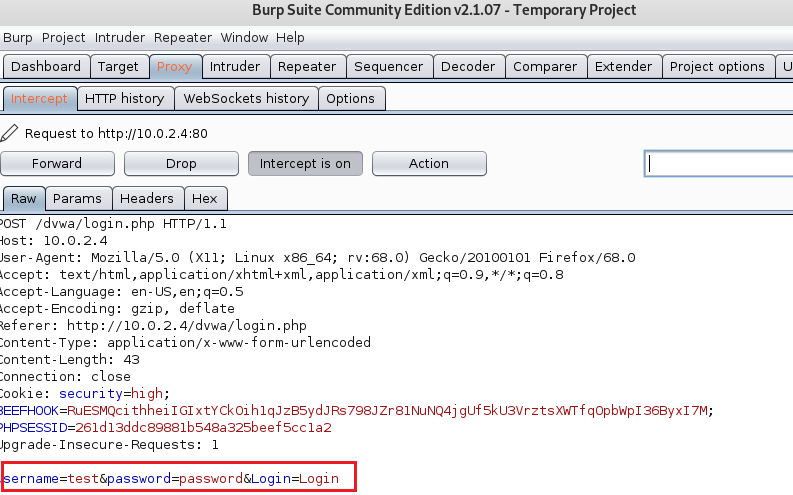 Burp Suite Community Edition v2.1.07 - Temporary Project
Burp Project Intruder Repeater Window Help
Dashboard Target Proxy Intruder Repeater Sequencer Decoder Comparer Extender Project options U
Intercept HTTP history WebSockets history Options
Request to http://10.0.2.4:80
Forward Drop Intercept is on Action
Raw Params Headers Hex
POST /dvwa/login.php HTTP/1.1
Host: 10.0.2.4
User-Agent: Mozilla/5.0 (X11; Linux x86_64; rv:68.0) Gecko/20100101 Firefox/68.0
Accept: text/html,application/xhtml+xml,application/xml;q=0.9,*/*;q=0.8
Accept-Language: en-US,en;q=0.5
Accept-Encoding: gzip, deflate
Referer: http://10.0.2.4/dvwa/login.php
Content-Type: application/x-www-form-urlencoded
Content-Length: 43
Connection: close
Cookie: security=high;
BEEFHOOK=RuESMQcithheiIGIxtYCkOih1qJzB5ydJRs798JZr81NuNQ4jgUf5kU3VrztsXWTfqOpbWpI36ByxI7M;
PHPSESSID=261d13ddc89881b548a325beef5cc1a2
Upgrade-Insecure-Requests: 1
username=test&password=password&Login=Login